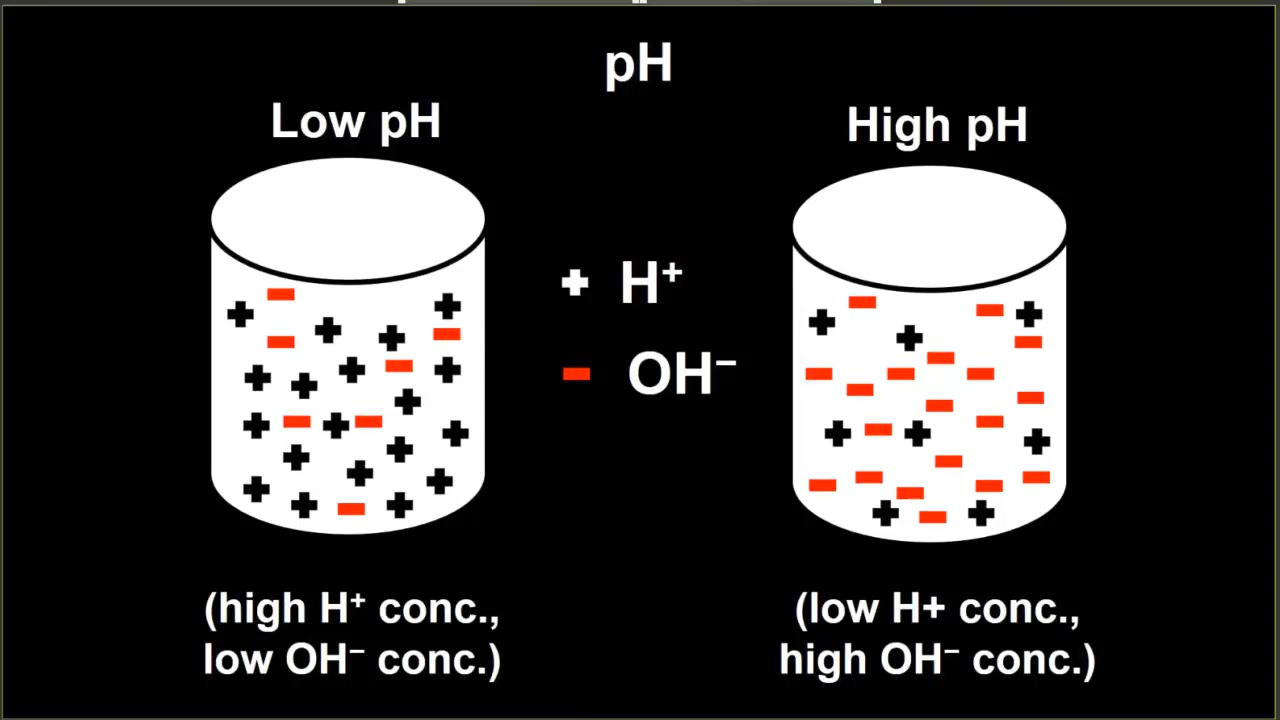 pH
Low pH
High pH
H⁺
OH⁻
(high H⁺ conc.,
low OH⁻ conc.)
(low H+ conc.,
high OH⁻ conc.)